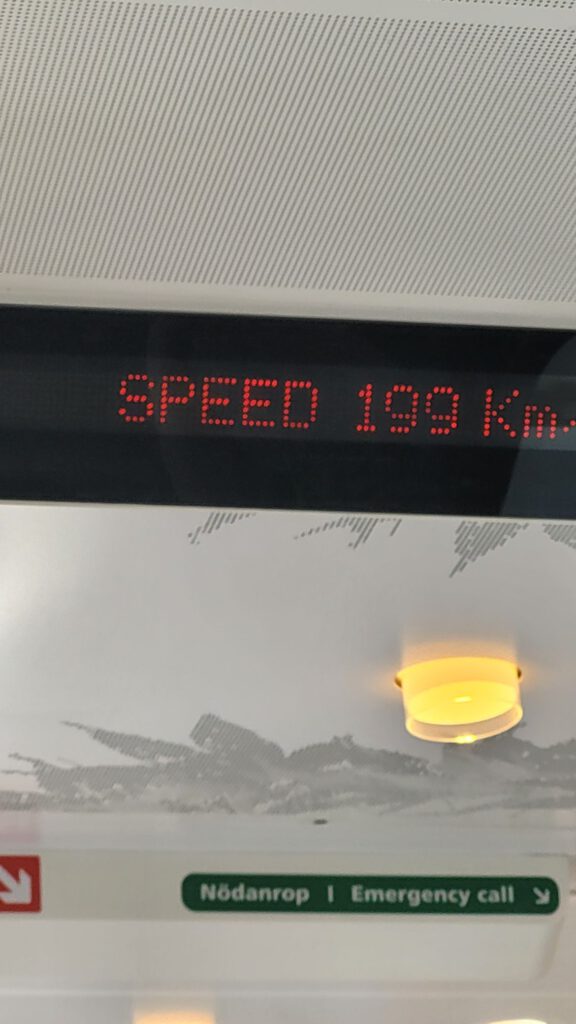 SPEED 199 Km
Nödanrop | Emergency call